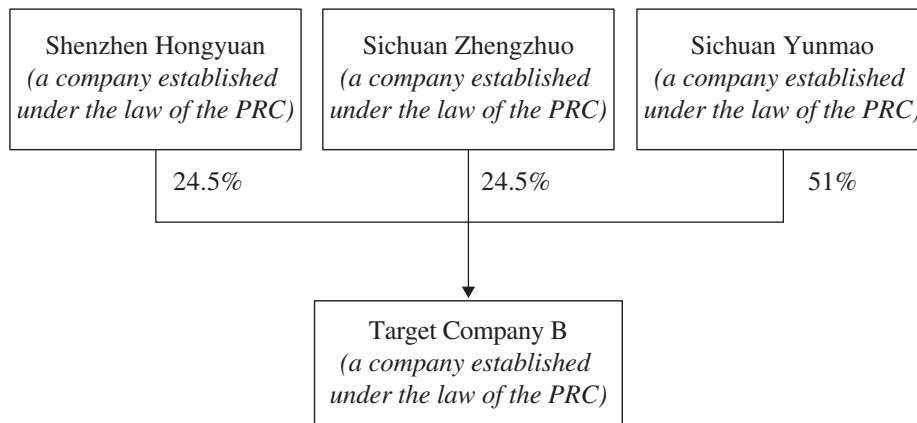 Shenzhen Hongyuan
(a company established
under the law of the PRC)
Sichuan Zhengzhuo
(a company established
under the law of the PRC)
Sichuan Yunmao
(a company established
under the law of the PRC)
24.5%
24.5%
51%
Target Company B
(a company established
under the law of the PRC)